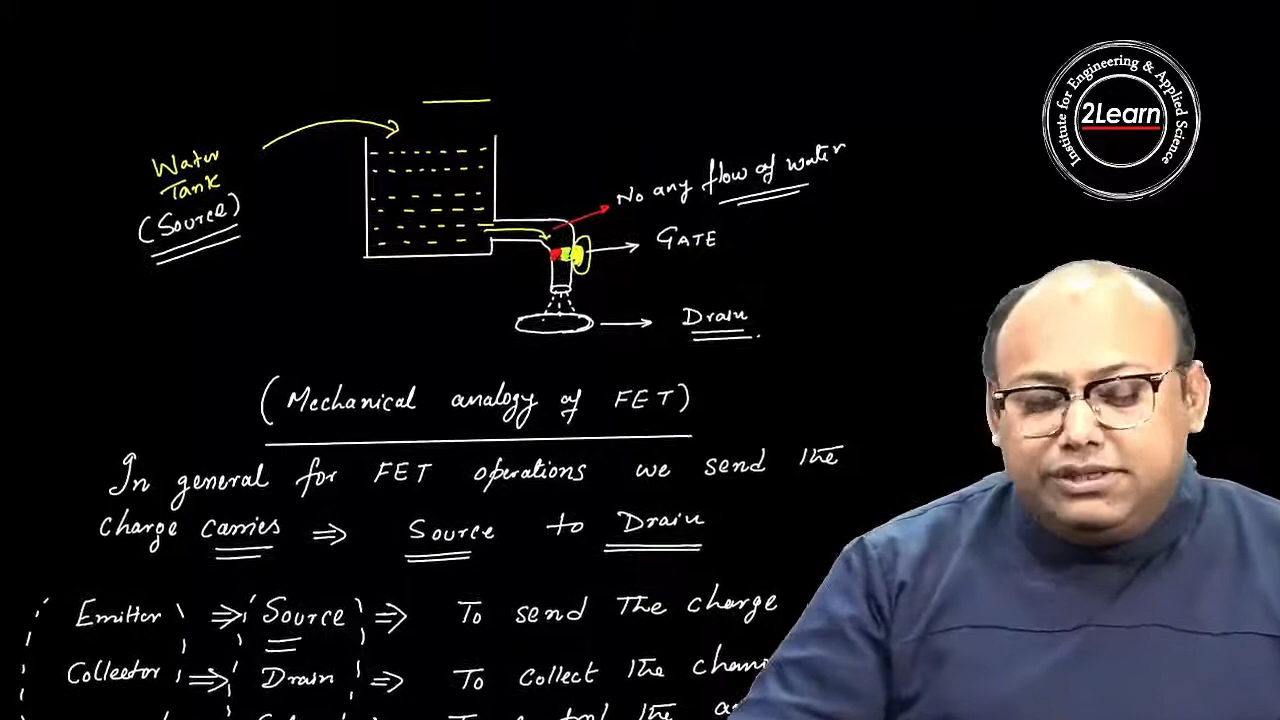 Institute for Engineering & Applied Science
2Learn
Water
Tank
(Source)
No any flow of water
GATE
Drain
(Mechanical analogy of FET)
In general for FET operations we send the
charge carries ⇒ Source to Drain
Emitter ⇒ Source ⇒ To send the charge
Collector ⇒ Drain ⇒ To collect the